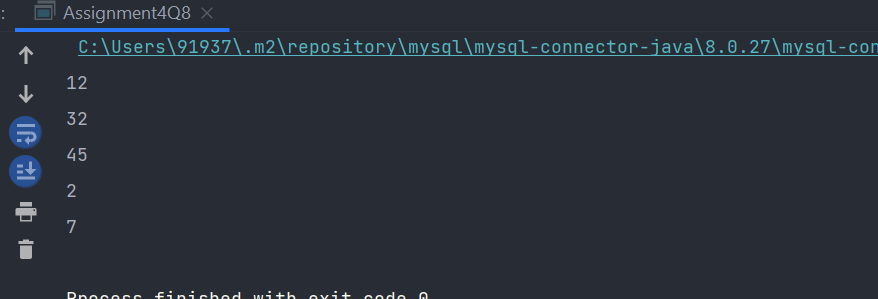 : Assignment4Q8
C:\Users\91937\.m2\repository\mysql\mysql-connector-java\8.0.27\mysql-con
12
32
45
2
7
Process finished with exit code 0